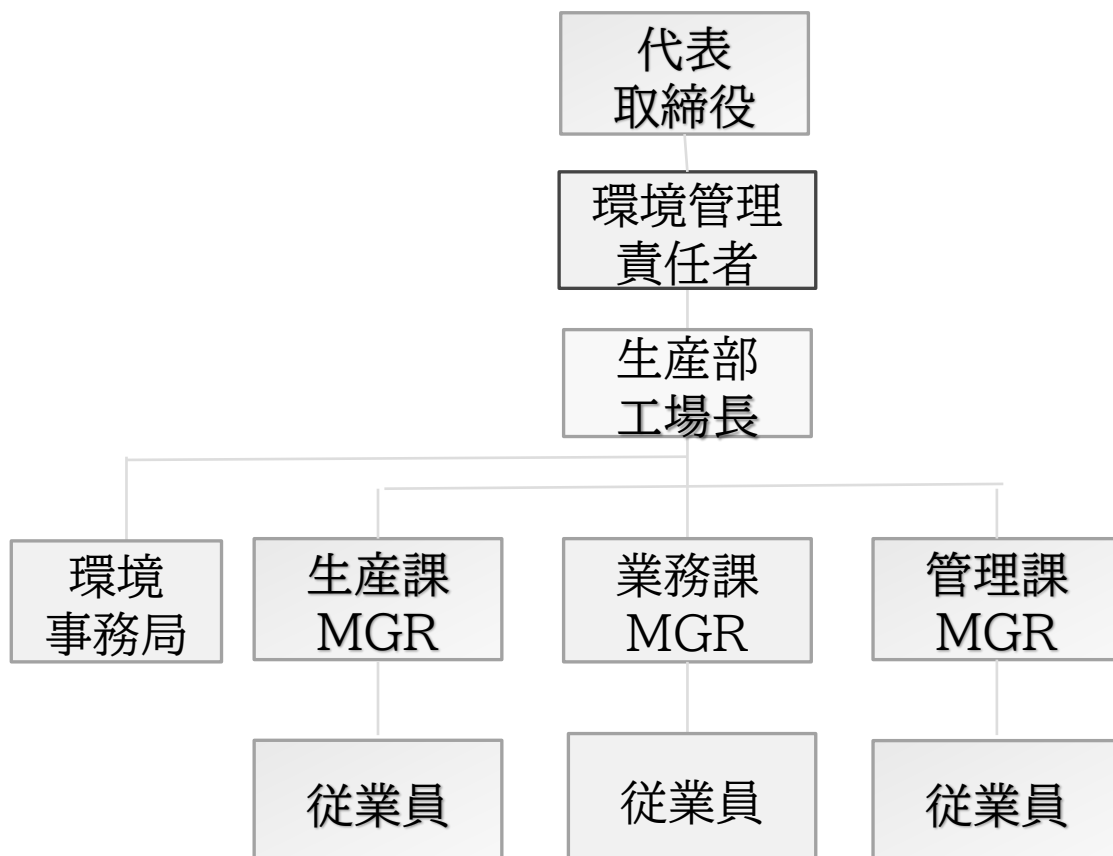 代表
取締役
環境管理
責任者
生産部
工場長
環境
事務局
生産課
MGR
業務課
MGR
管理課
MGR
従業員
従業員
従業員